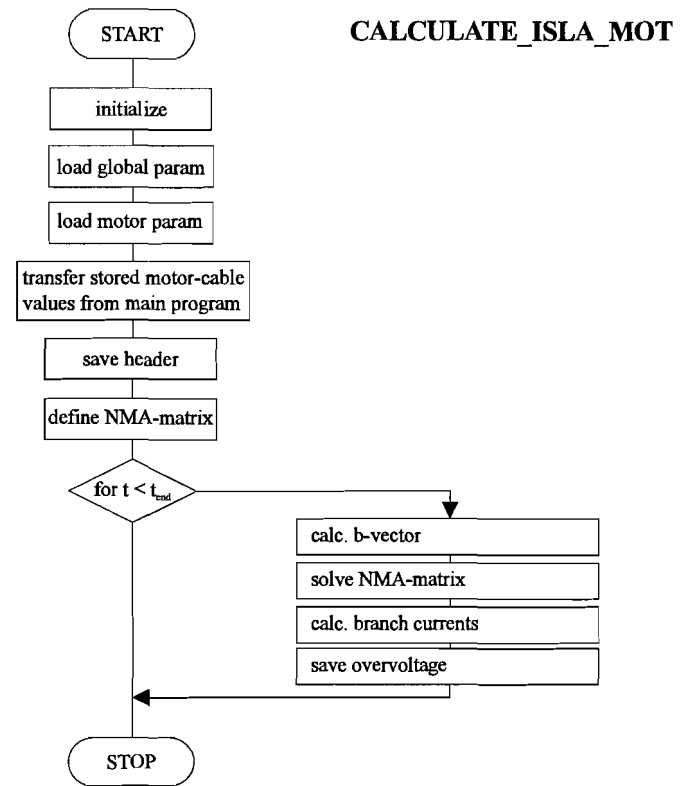 START
CALCULATE_ISLA_MOT
initialize
load global param
load motor param
transfer stored motor-cable
values from main program
save header
define NMA-matrix
for t < t_end
calc. b-vector
solve NMA-matrix
calc. branch currents
save overvoltage
STOP